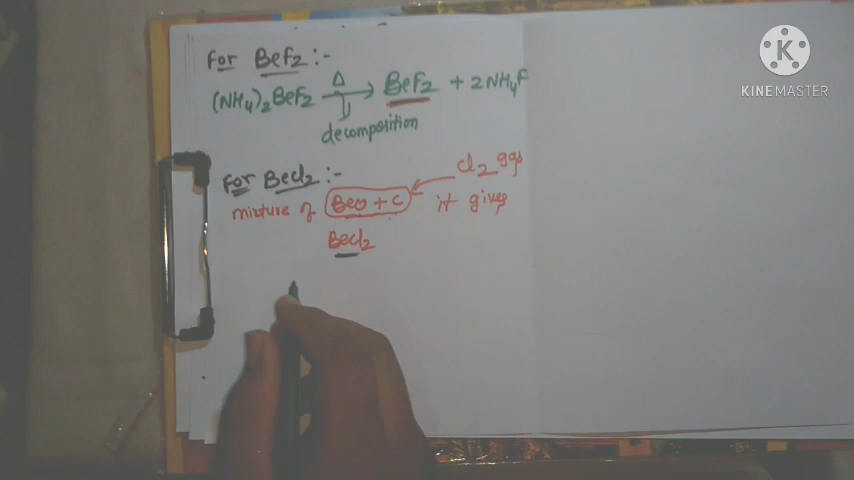 For BeF2 :-
(NH4)2BeF2 Δ→ BeF2 + 2NH4F
decomposition
For BeCl2 :-
Cl2 gas
mixture of BeO + C it gives
BeCl2
K
KINEMASTER